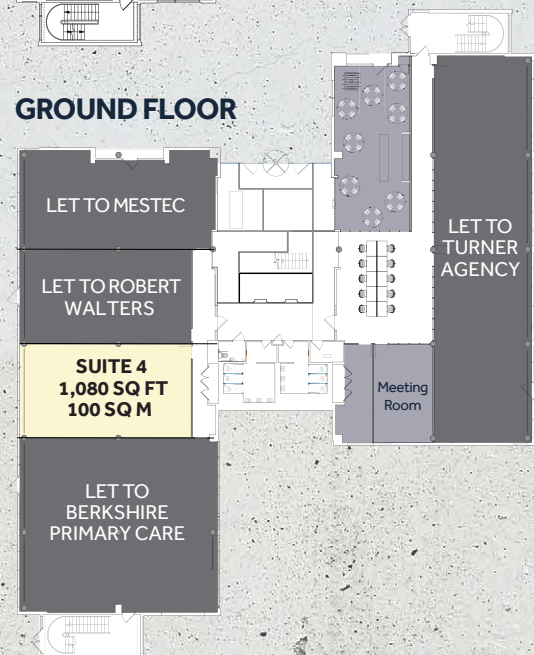 GROUND FLOOR
LET TO MESTEC
LET TO ROBERT
WALTERS
SUITE 4
1,080 SQ FT
100 SQ M
LET TO
BERKSHIRE
PRIMARY CARE
LET TO
TURNER
AGENCY
Meeting
Room